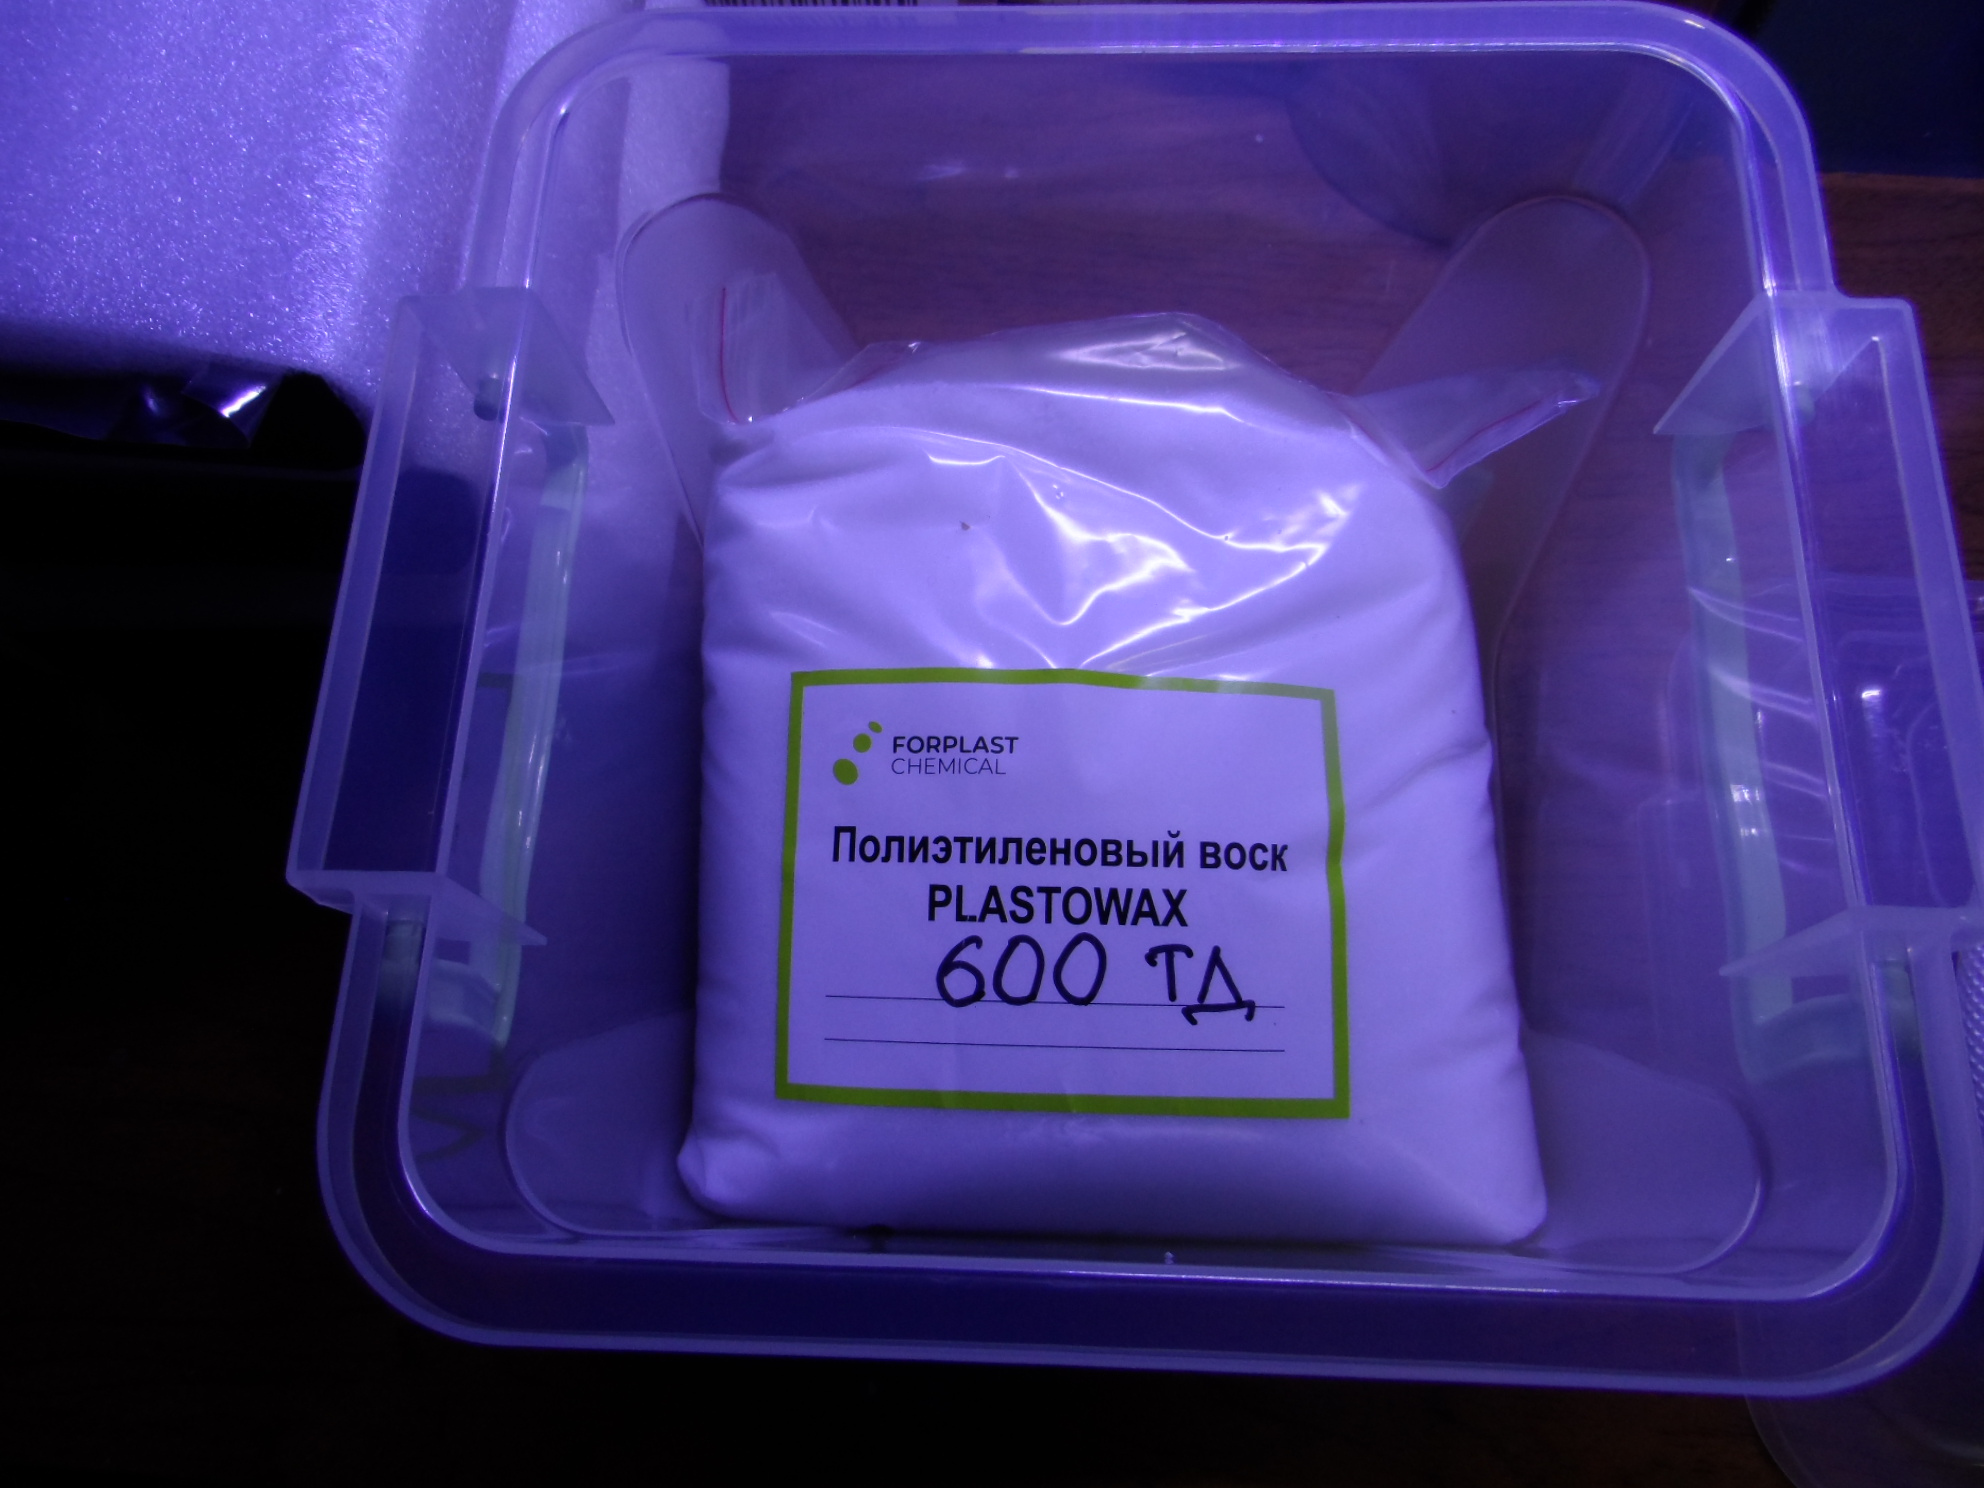 FORPLAST
CHEMICAL
Полиэтиленовый воск
PLASTOWAX
600 ТД